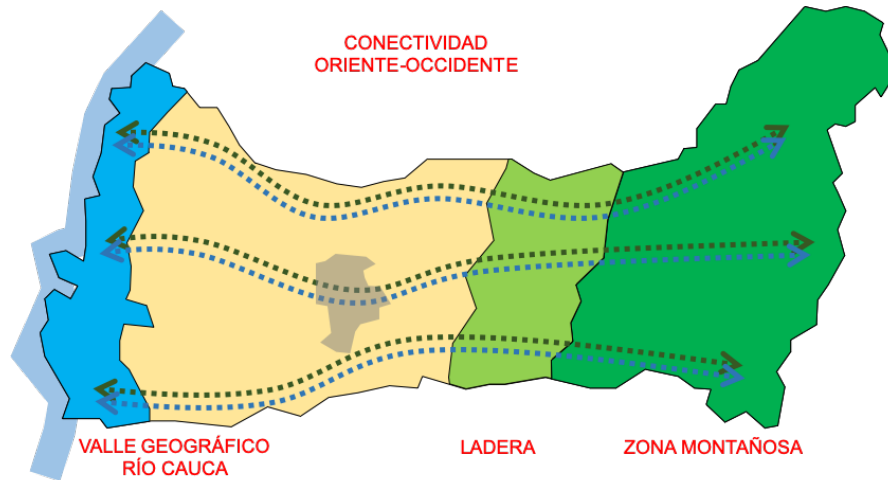 CONECTIVIDAD
ORIENTE-OCCIDENTE
VALLE GEOGRÁFICO
RÍO CAUCA
LADERA
ZONA MONTAÑOSA